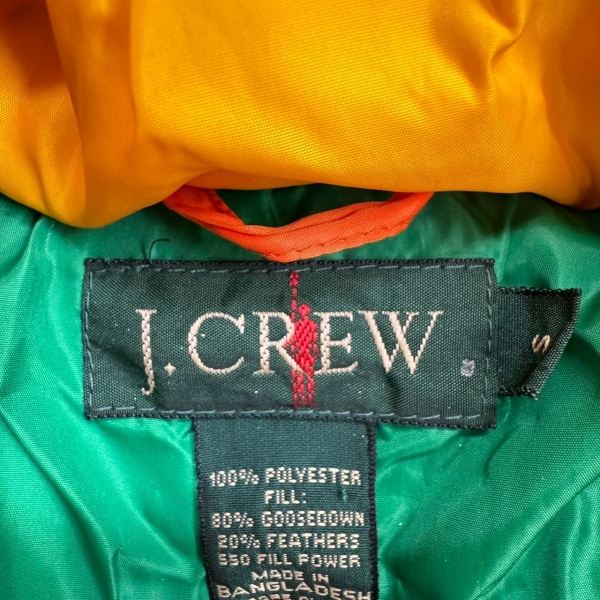 J.CREW
S
100% POLYESTER
FILL:
80% GOOSEDOWN
20% FEATHERS
550 FILL POWER
MADE IN
BANGLADESH